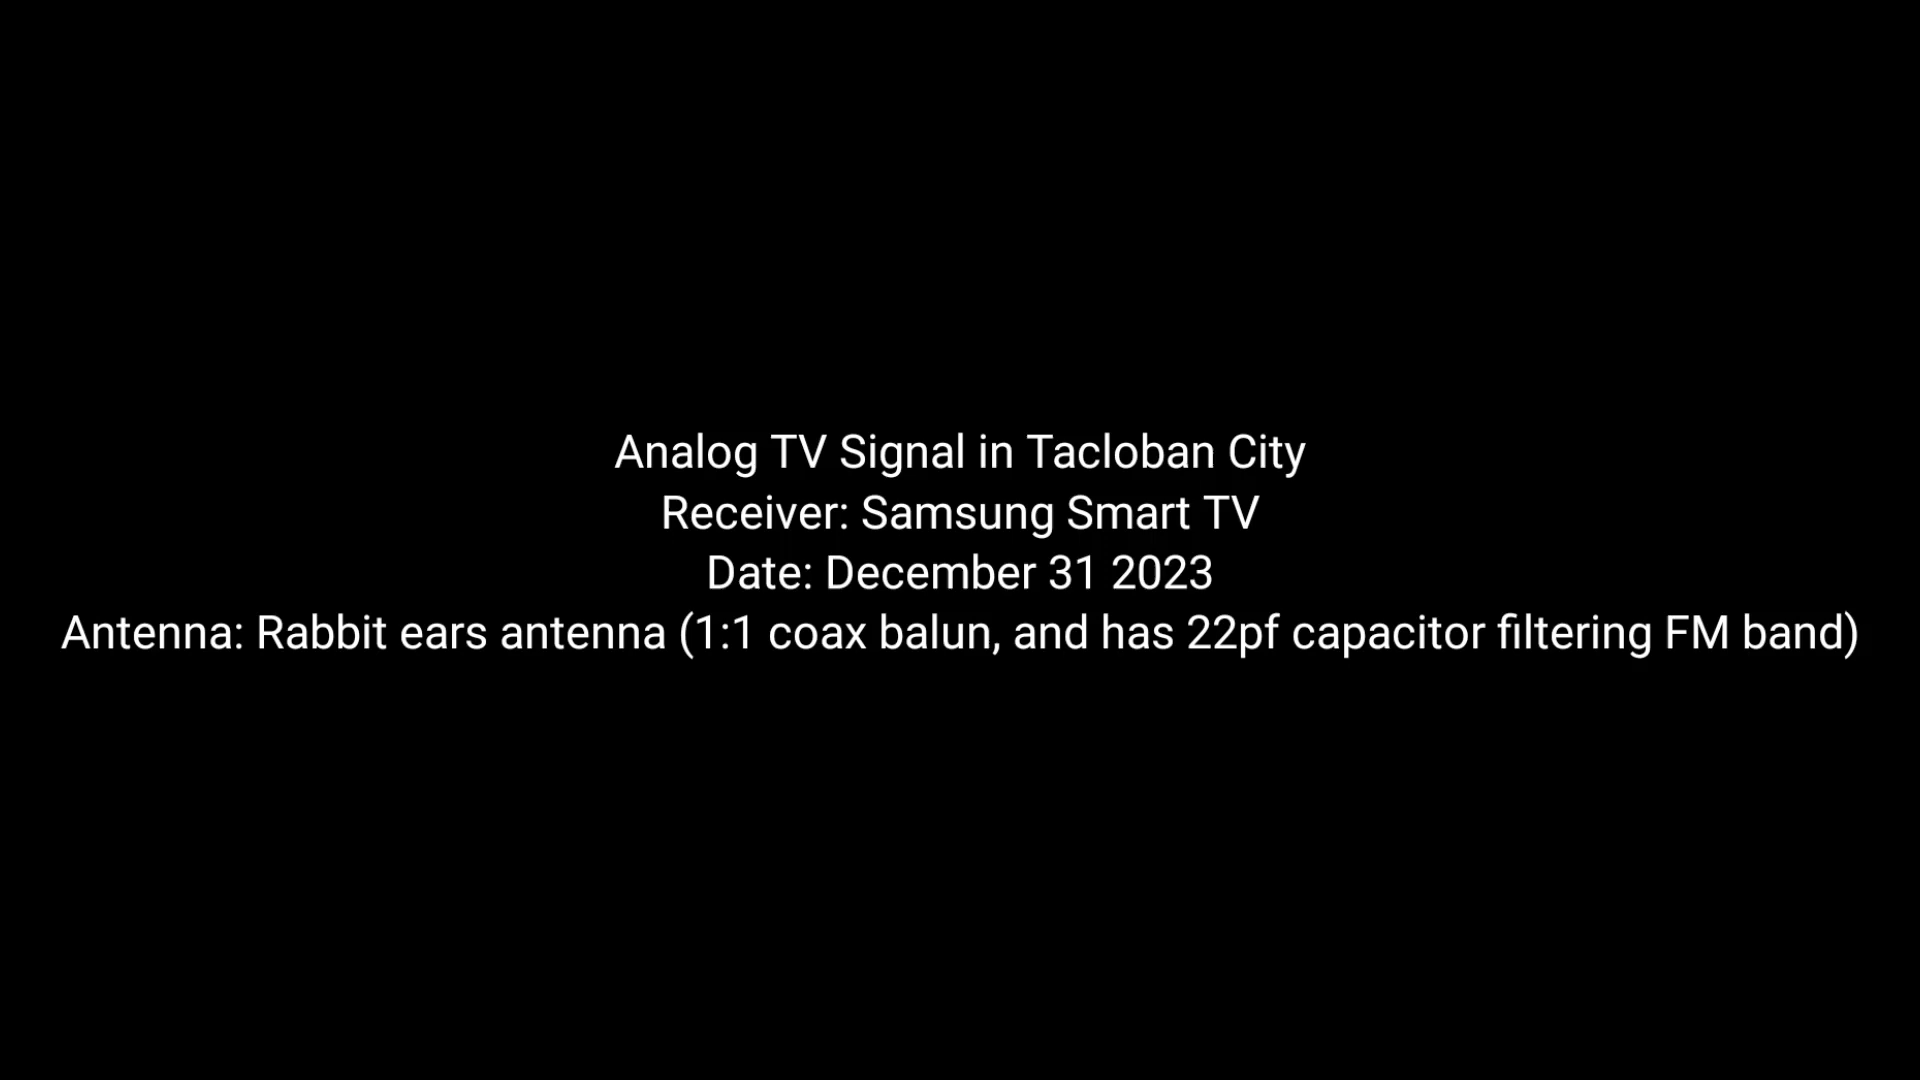 Analog TV Signal in Tacloban City
Receiver: Samsung Smart TV
Date: December 31 2023
Antenna: Rabbit ears antenna (1:1 coax balun, and has 22pf capacitor filtering FM band)